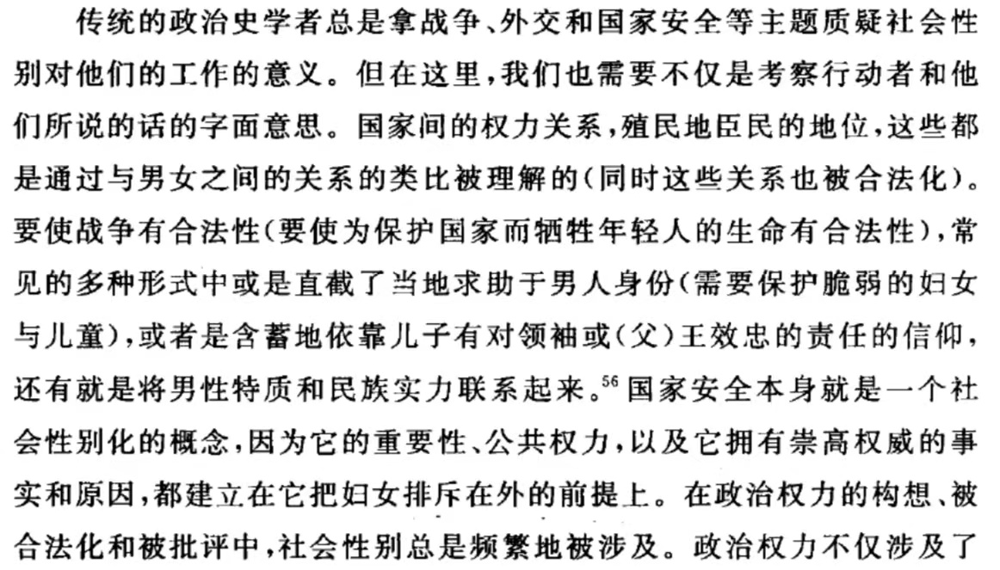 传统的政治史学者总是拿战争、外交和国家安全等主题质疑社会性
别对他们的工作的意义。但在这里,我们也需要不仅是考察行动者和他
们所说的话的字面意思。国家间的权力关系,殖民地臣民的地位,这些都
是通过与男女之间的关系的类比被理解的(同时这些关系也被合法化)。
要使战争有合法性(要使为保护国家而牺牲年轻人的生命有合法性),常
见的多种形式中或是直截了当地求助于男人身份(需要保护脆弱的妇女
与儿童),或者是含蓄地依靠儿子有对领袖或(父)王效忠的责任的信仰,
还有就是将男性特质和民族实力联系起来。56 国家安全本身就是一个社
会性别化的概念,因为它的重要性、公共权力,以及它拥有崇高权威的事
实和原因,都建立在它把妇女排斥在外的前提上。在政治权力的构想、被
合法化和被批评中,社会性别总是频繁地被涉及。政治权力不仅涉及了